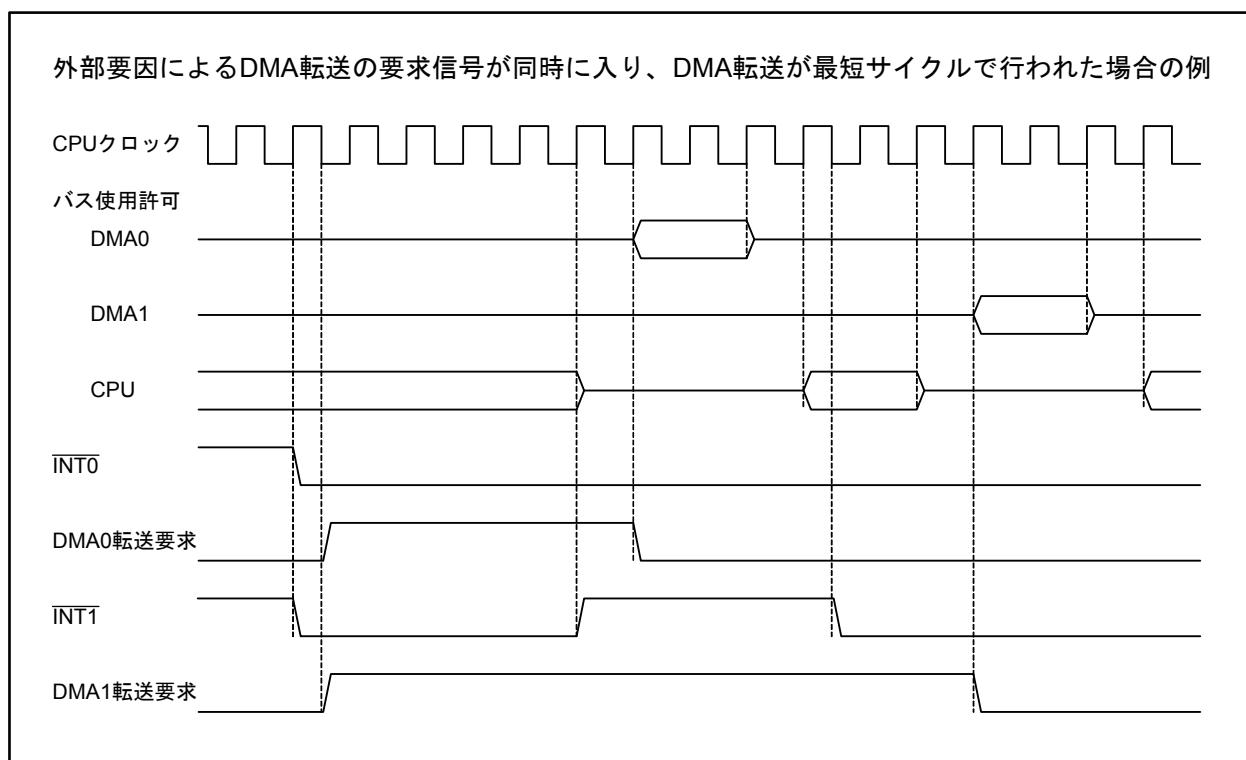 外部要因によるDMA転送の要求信号が同時に入り、DMA転送が最短サイクルで行われた場合の例
CPUクロック
バス使用許可
DMA0
DMA1
CPU
INT0
DMA0転送要求
INT1
DMA1転送要求